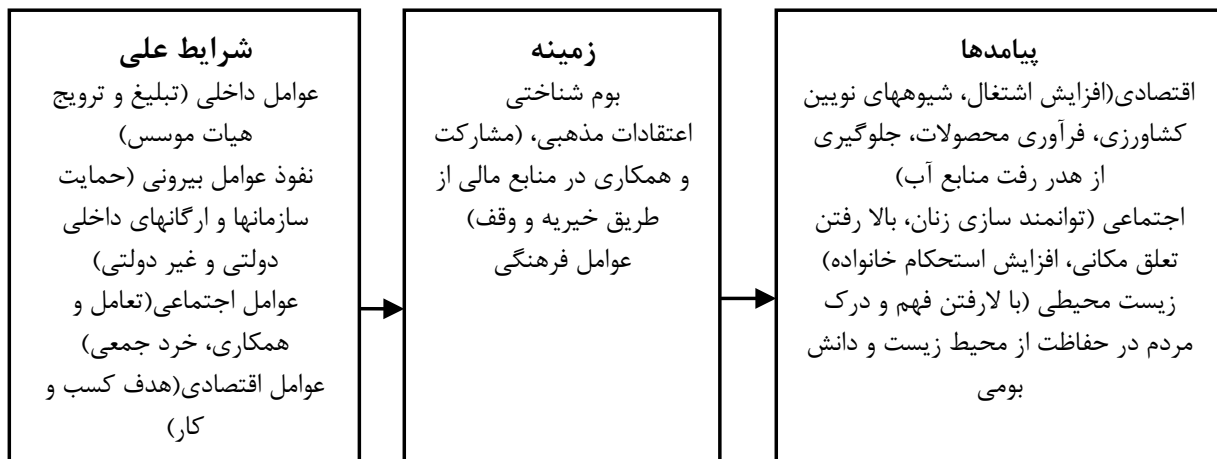 شرایط علی
عوامل داخلی (تبلیغ و ترویج
هیات موسس)
نفوذ عوامل بیرونی (حمایت
سازمانها و ارگانهای داخلی
دولتی و غیر دولتی)
عوامل اجتماعی(تعامل و
همکاری، خرد جمعی)
عوامل اقتصادی(هدف کسب و
کار)
زمینه
بوم شناختی
اعتقادات مذهبی، (مشارکت
و همکاری در منابع مالی از
طریق خیریه و وقف)
عوامل فرهنگی
پیامدها
اقتصادی(افزایش اشتغال، شیوههای نویین
کشاورزی، فرآوری محصولات، جلوگیری
از هدر رفت منابع آب)
اجتماعی (توانمند سازی زنان، بالا رفتن
تعلق مکانی، افزایش استحکام خانواده)
زیست محیطی (با لارفتن فهم و درک
مردم در حفاظت از محیط زیست و دانش
بومی